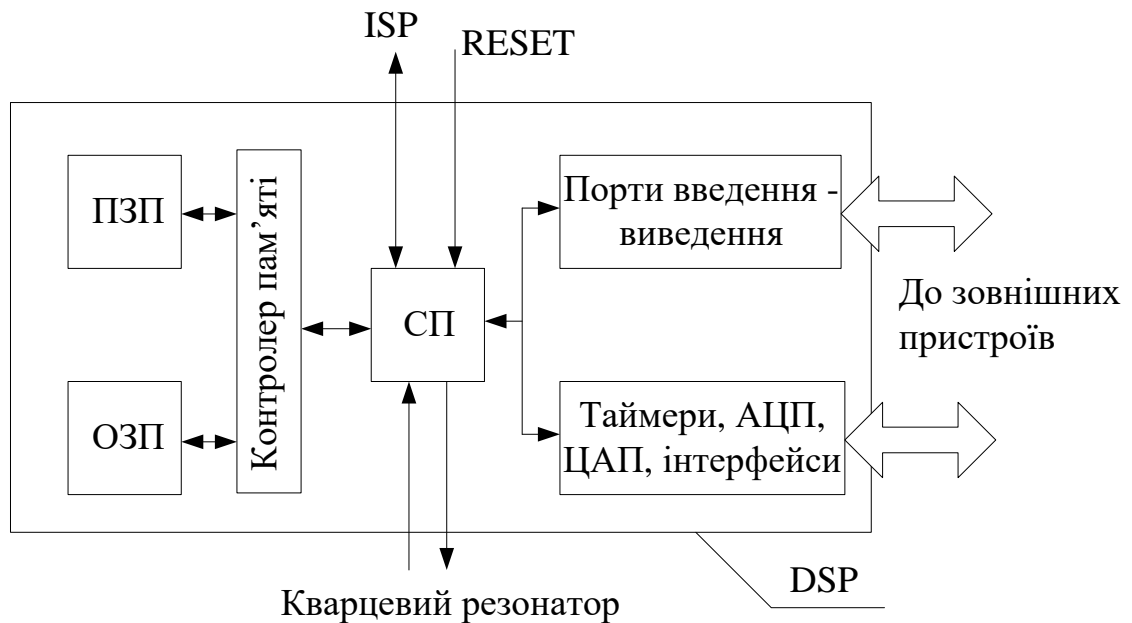 ISP
RESET
ПЗП
Контролер пам’яті
Порти введення -
виведення
СП
До зовнішних
пристроїв
ОЗП
Таймери, АЦП,
ЦАП, інтерфейси
DSP
Кварцевий резонатор